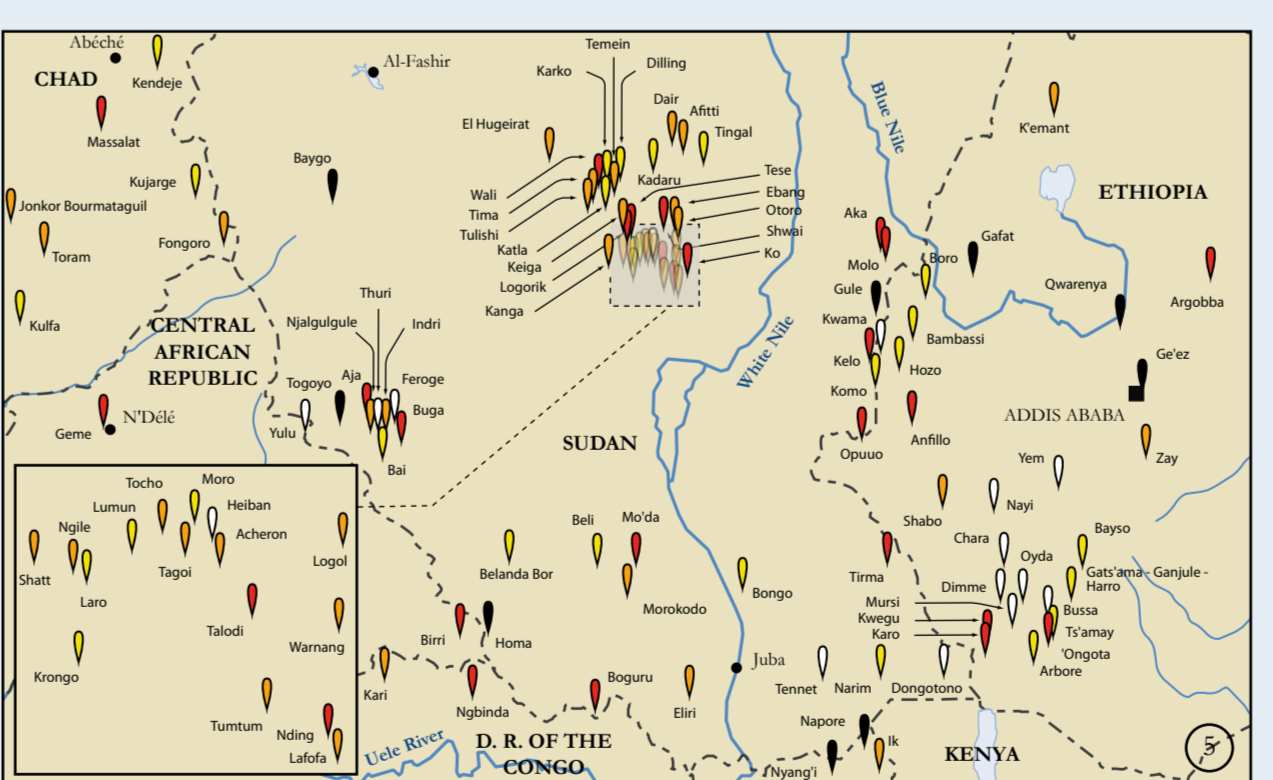 Abéché
Kendeje
CHAD
Massalat
Al-Fashir
Kujarge
Baygo
Jonkor Bourmataguil
Toram
Fongoro
Kulfa
Temein
Karko
Dilling
El Hugeirat
Dair
Afitti
Tingal
Kadaru
Wali
Tima
Tulishi
Katla
Keiga
Logorik
Kanga
Tese
Ebang
Otoro
Shwai
Ko
Blue Nile
K'emant
ETHIOPIA
Aka
Molo
Gule
Boro
Gafat
Qwarenya
Argobba
Kwama
Bambassi
Kelo
Hozo
Ge'ez
Komo
ADDIS ABABA
Anfillo
Opuuo
Zay
White Nile
CENTRAL
AFRICAN
REPUBLIC
Thuri
Njalgulgule
Indri
Togoyo
Aja
Feroge
Buga
Yulu
Bai
Geme
N'Délé
SUDAN
Yem
Nayi
Shabo
Chara
Oyda
Bayso
Tirma
Dimme
Gats'ama - Ganjule -
Harro
Mursi
Bussa
Kwegu
Ts'amay
Karo
'Ongota
Arbore
Tocho
Moro
Lumun
Heiban
Ngile
Acheron
Shatt
Tagoi
Logol
Laro
Talodi
Warnang
Krongo
Tumtum
Nding
Lafofa
Belanda Bor
Beli
Mo'da
Morokodo
Bongo
Birri
Homa
Kari
Ngbinda
Boguru
Eliri
Juba
Tennet
Narim
Dongotono
Napore
Ik
Nyang'i
Uele River
D. R. OF THE
CONGO
KENYA
5